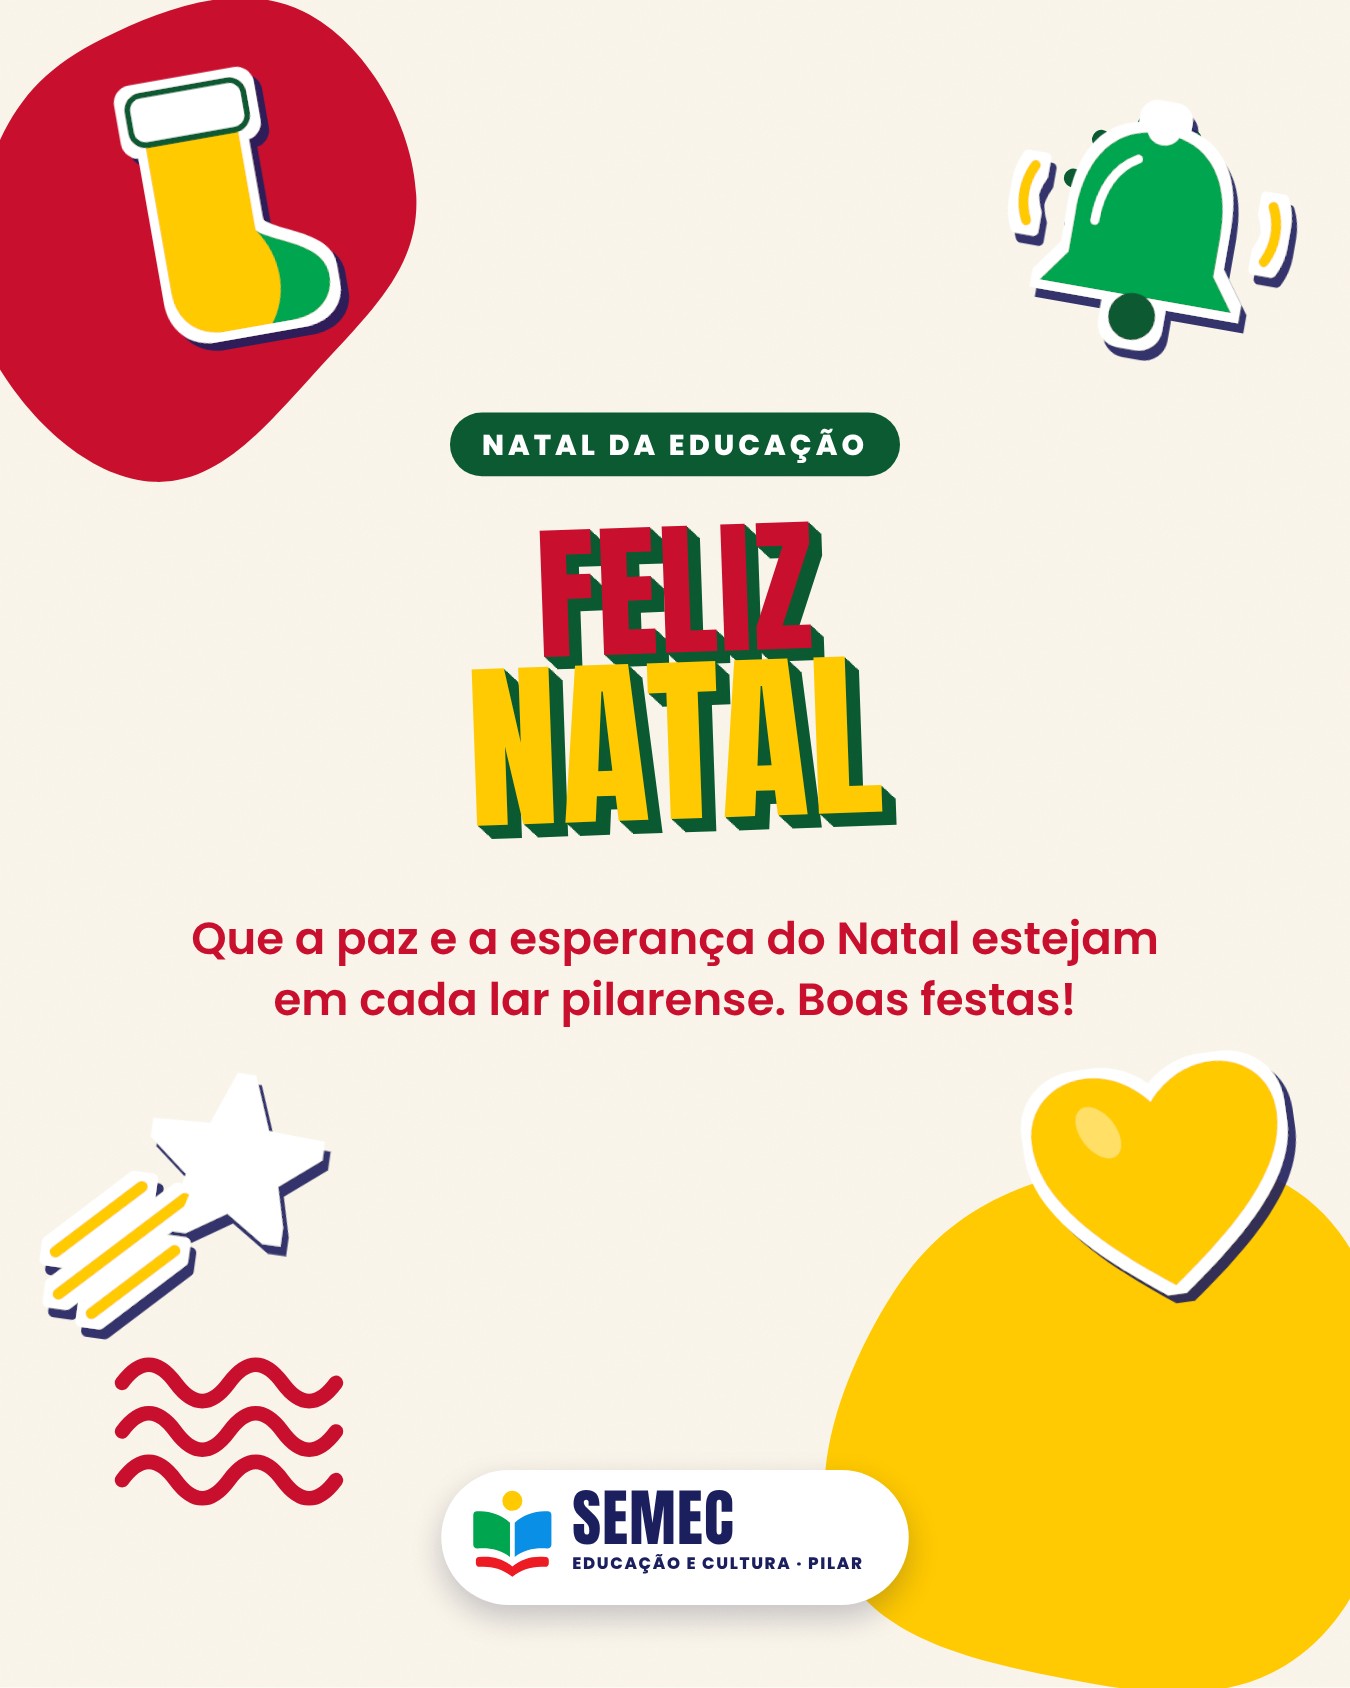 NATAL DA EDUCAÇÃO
FELIZ
NATAL
Que a paz e a esperança do Natal estejam
em cada lar pilarense. Boas festas!
SEMEC
EDUCAÇÃO E CULTURA · PILAR